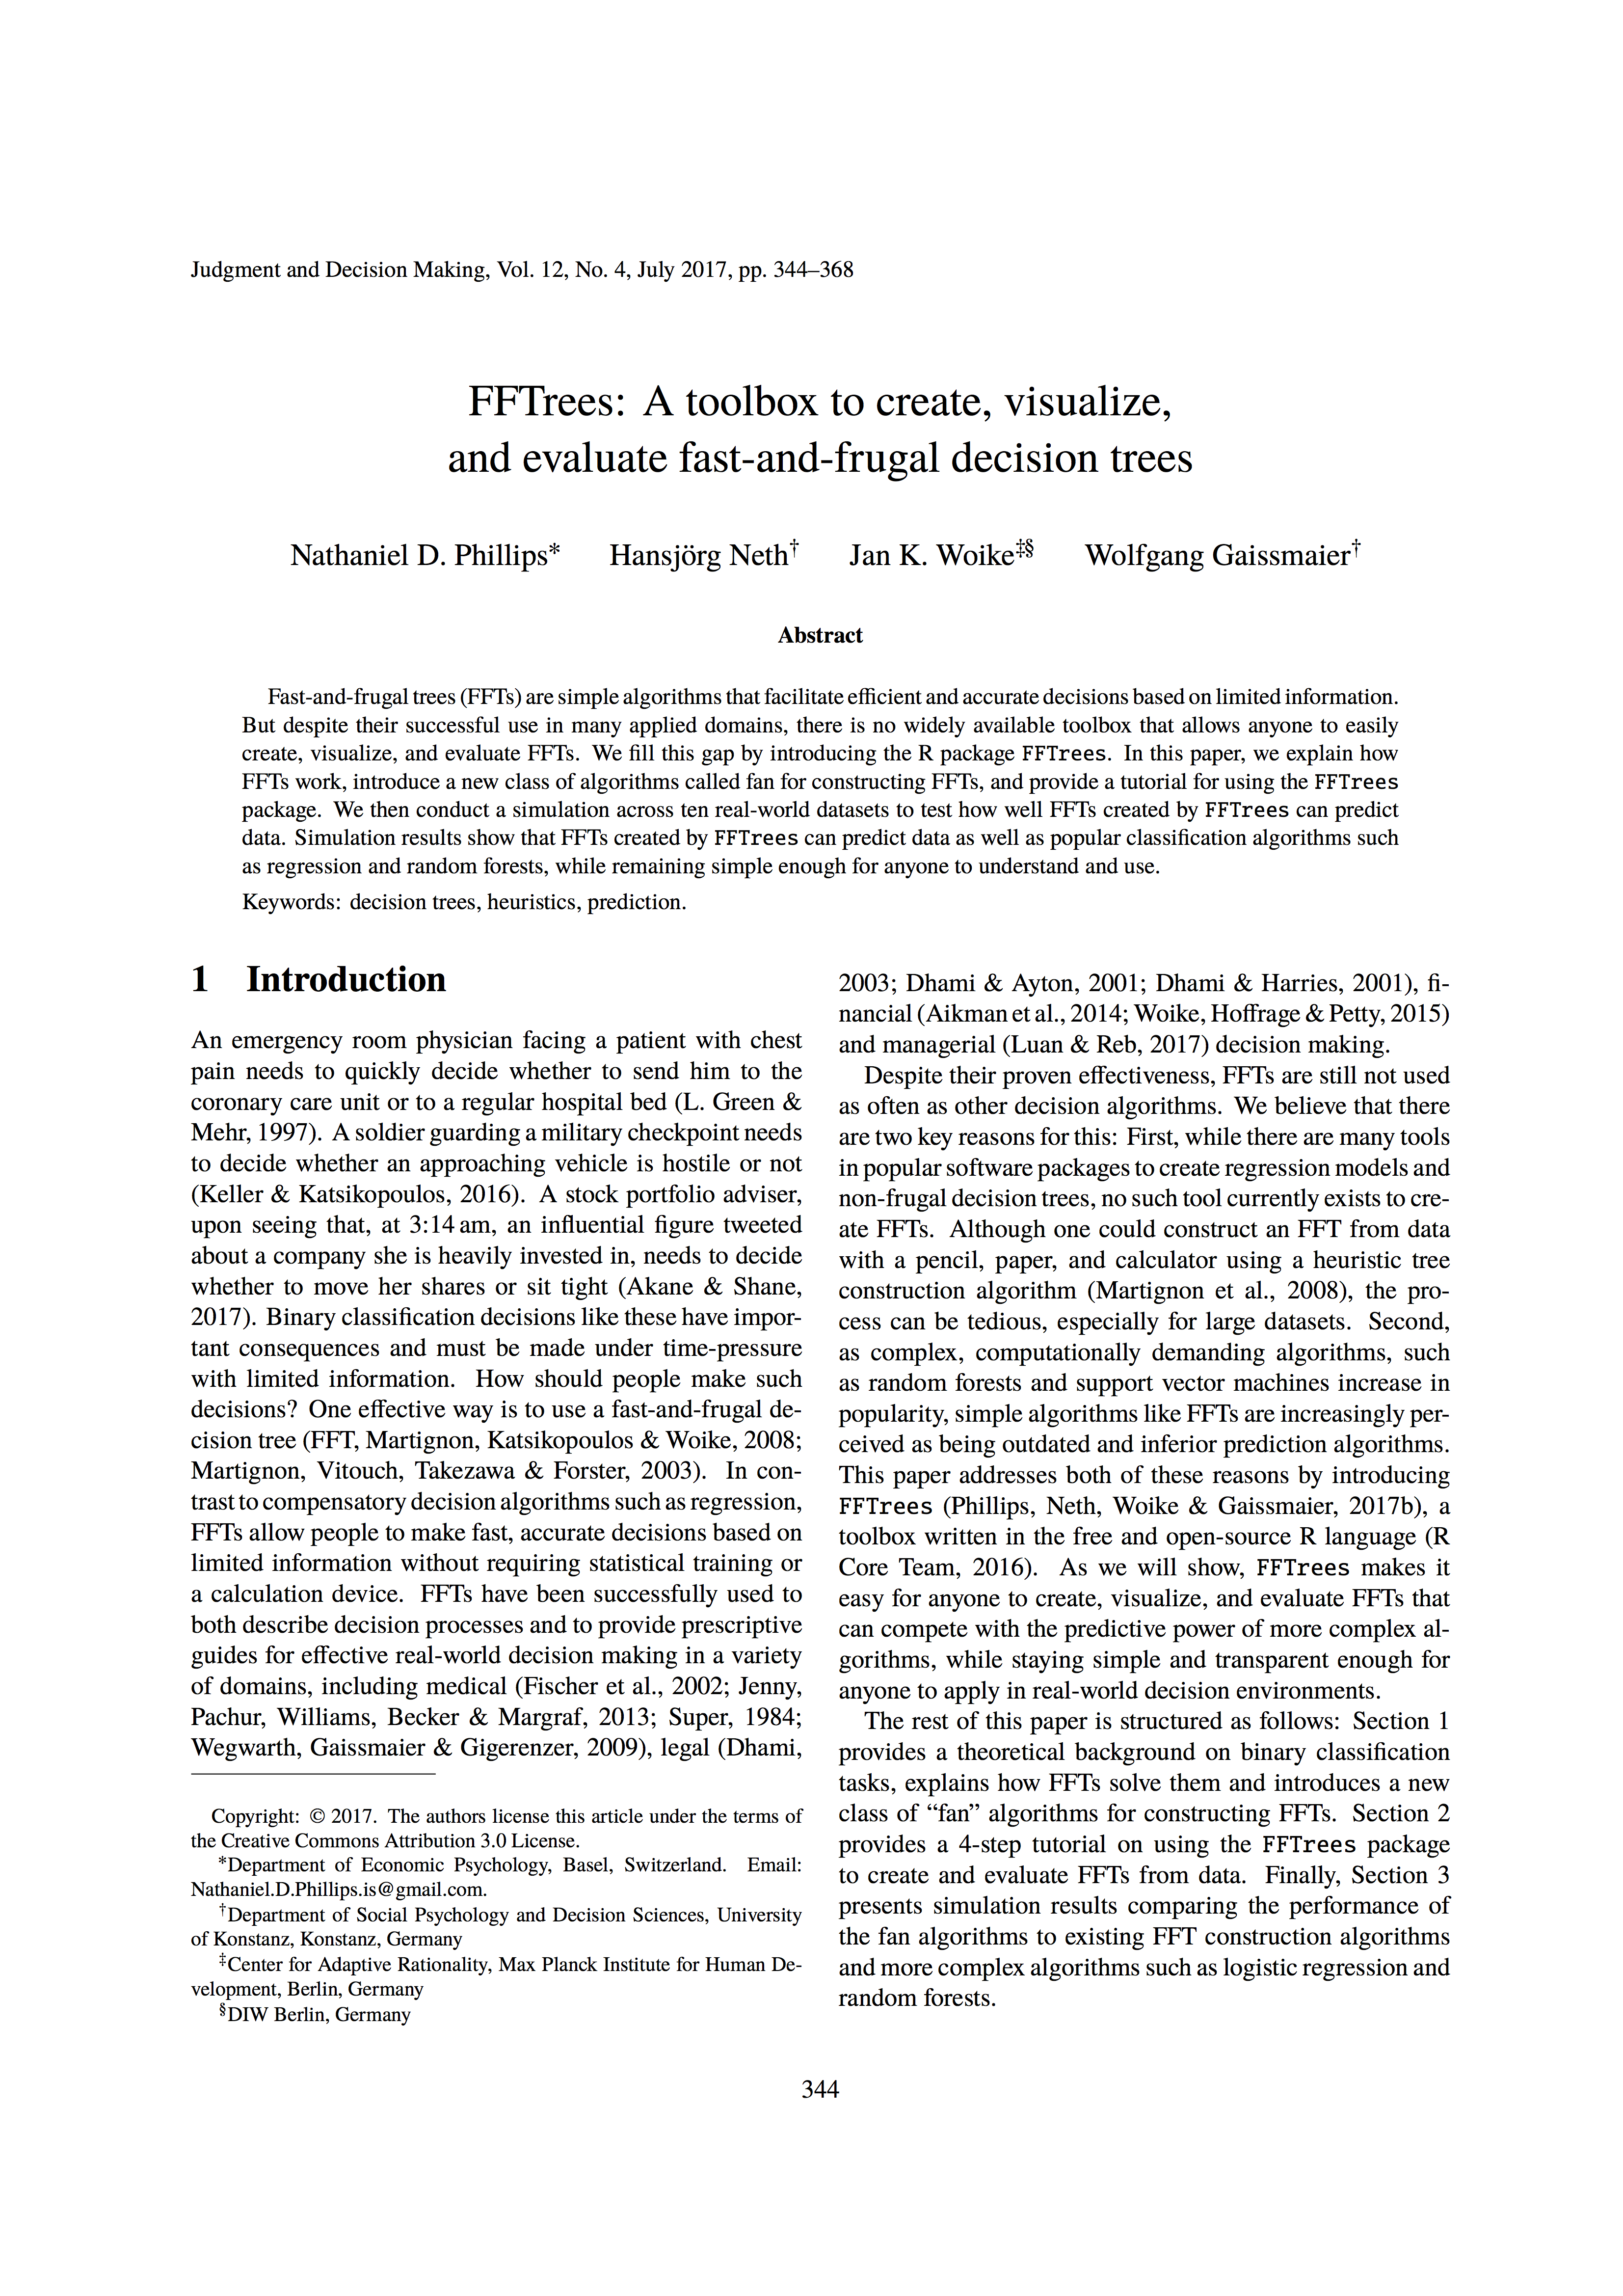 Judgment and Decision Making, Vol. 12, No. 4, July 2017, pp. 344–368
FFTrees: A toolbox to create, visualize,
and evaluate fast-and-frugal decision trees
Nathaniel D. Phillips* Hansjörg Neth† Jan K. Woike‡§ Wolfgang Gaissmaier†
Abstract
Fast-and-frugal trees (FFTs) are simple algorithms that facilitate efficient and accurate decisions based on limited information.
But despite their successful use in many applied domains, there is no widely available toolbox that allows anyone to easily
create, visualize, and evaluate FFTs. We fill this gap by introducing the R package FFTrees. In this paper, we explain how
FFTs work, introduce a new class of algorithms called fan for constructing FFTs, and provide a tutorial for using the FFTrees
package. We then conduct a simulation across ten real-world datasets to test how well FFTs created by FFTrees can predict
data. Simulation results show that FFTs created by FFTrees can predict data as well as popular classification algorithms such
as regression and random forests, while remaining simple enough for anyone to understand and use.
Keywords: decision trees, heuristics, prediction.
1 Introduction
An emergency room physician facing a patient with chest
pain needs to quickly decide whether to send him to the
coronary care unit or to a regular hospital bed (L. Green &
Mehr, 1997). A soldier guarding a military checkpoint needs
to decide whether an approaching vehicle is hostile or not
(Keller & Katsikopoulos, 2016). A stock portfolio adviser,
upon seeing that, at 3:14 am, an influential figure tweeted
about a company she is heavily invested in, needs to decide
whether to move her shares or sit tight (Akane & Shane,
2017). Binary classification decisions like these have impor-
tant consequences and must be made under time-pressure
with limited information. How should people make such
decisions? One effective way is to use a fast-and-frugal de-
cision tree (FFT, Martignon, Katsikopoulos & Woike, 2008;
Martignon, Vitouch, Takezawa & Forster, 2003). In con-
trast to compensatory decision algorithms such as regression,
FFTs allow people to make fast, accurate decisions based on
limited information without requiring statistical training or
a calculation device. FFTs have been successfully used to
both describe decision processes and to provide prescriptive
guides for effective real-world decision making in a variety
of domains, including medical (Fischer et al., 2002; Jenny,
Pachur, Williams, Becker & Margraf, 2013; Super, 1984;
Wegwarth, Gaissmaier & Gigerenzer, 2009), legal (Dhami,
Copyright: © 2017. The authors license this article under the terms of
the Creative Commons Attribution 3.0 License.
*Department of Economic Psychology, Basel, Switzerland. Email:
Nathaniel.D.Phillips.is@gmail.com.
†Department of Social Psychology and Decision Sciences, University
of Konstanz, Konstanz, Germany
‡Center for Adaptive Rationality, Max Planck Institute for Human De-
velopment, Berlin, Germany
§DIW Berlin, Germany
2003; Dhami & Ayton, 2001; Dhami & Harries, 2001), fi-
nancial (Aikman et al., 2014; Woike, Hoffrage & Petty, 2015)
and managerial (Luan & Reb, 2017) decision making.
Despite their proven effectiveness, FFTs are still not used
as often as other decision algorithms. We believe that there
are two key reasons for this: First, while there are many tools
in popular software packages to create regression models and
non-frugal decision trees, no such tool currently exists to cre-
ate FFTs. Although one could construct an FFT from data
with a pencil, paper, and calculator using a heuristic tree
construction algorithm (Martignon et al., 2008), the pro-
cess can be tedious, especially for large datasets. Second,
as complex, computationally demanding algorithms, such
as random forests and support vector machines increase in
popularity, simple algorithms like FFTs are increasingly per-
ceived as being outdated and inferior prediction algorithms.
This paper addresses both of these reasons by introducing
FFTrees (Phillips, Neth, Woike & Gaissmaier, 2017b), a
toolbox written in the free and open-source R language (R
Core Team, 2016). As we will show, FFTrees makes it
easy for anyone to create, visualize, and evaluate FFTs that
can compete with the predictive power of more complex al-
gorithms, while staying simple and transparent enough for
anyone to apply in real-world decision environments.
The rest of this paper is structured as follows: Section 1
provides a theoretical background on binary classification
tasks, explains how FFTs solve them and introduces a new
class of “fan” algorithms for constructing FFTs. Section 2
provides a 4-step tutorial on using the FFTrees package
to create and evaluate FFTs from data. Finally, Section 3
presents simulation results comparing the performance of
the fan algorithms to existing FFT construction algorithms
and more complex algorithms such as logistic regression and
random forests.
344